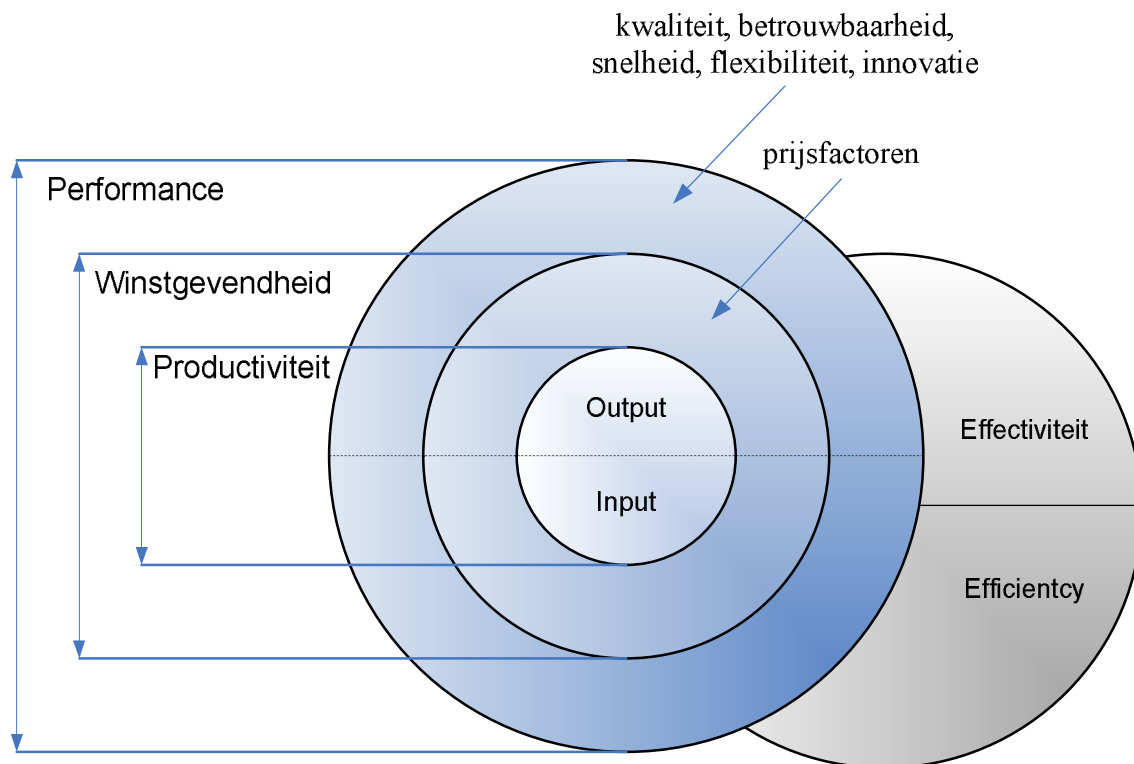 kwaliteit, betrouwbaarheid,
snelheid, flexibiliteit, innovatie
prijsfactoren
Performance
Winstgevendheid
Productiviteit
Output
Input
Effectiviteit
Efficientcy